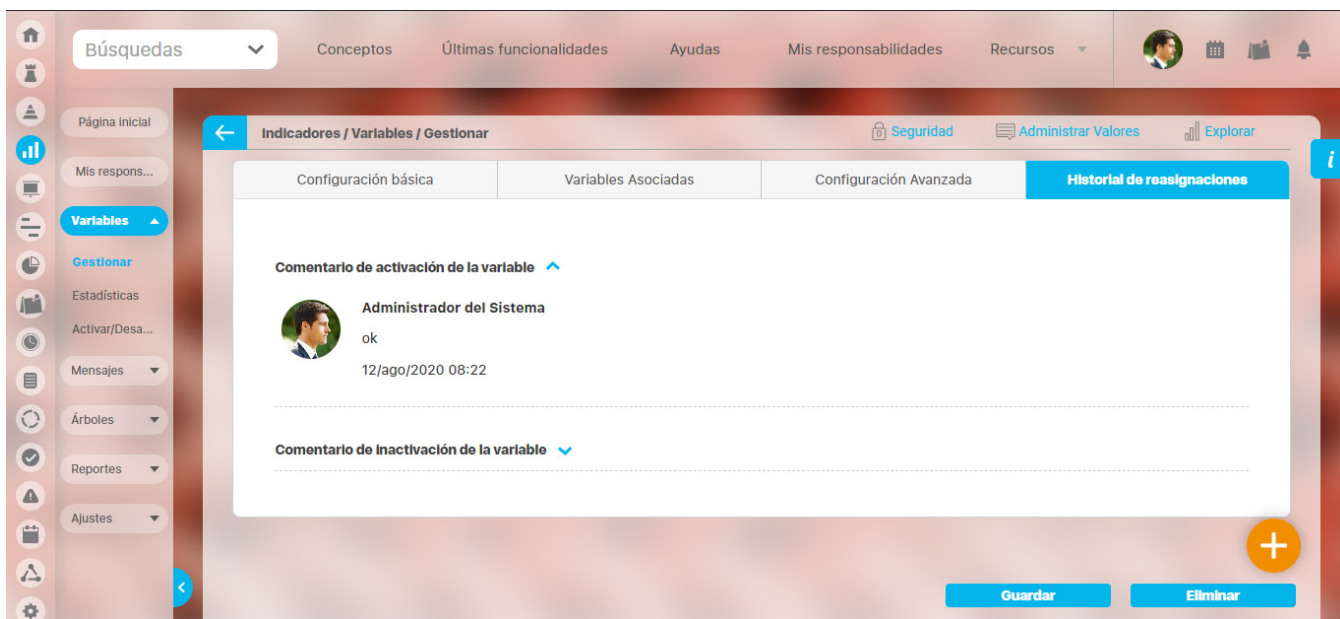 Búsquedas
Conceptos
Últimas funcionalidades
Ayudas
Mis responsabilidades
Recursos
Página inicial
Mis respons...
Variables
Gestionar
Estadísticas
Activar/Desa...
Mensajes
Árboles
Reportes
Ajustes
Indicadores / Variables / Gestionar
Seguridad
Administrar Valores
Explorar
i
Configuración básica
Variables Asociadas
Configuración Avanzada
Historial de reasignaciones
Comentario de activación de la variable
Administrador del Sistema
ok
12/ago/2020 08:22
Comentario de inactivación de la variable
Guardar
Eliminar